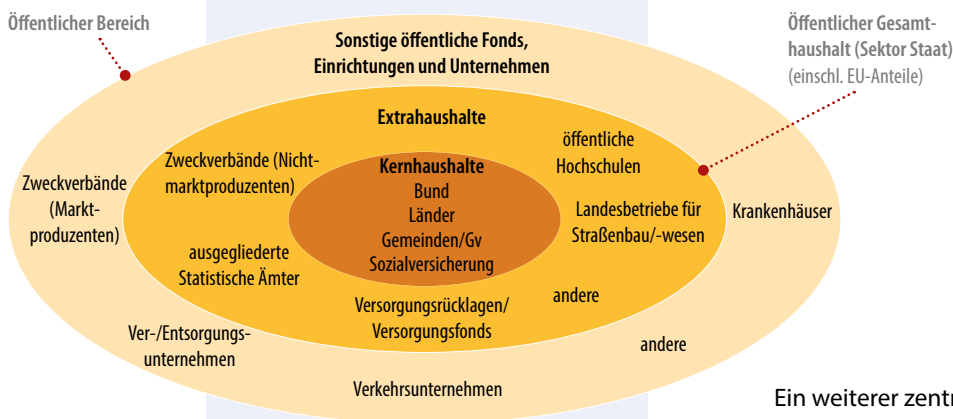 Öffentlicher Bereich
Öffentlicher Gesamt-
haushalt (Sektor Staat)
(einschl. EU-Anteile)
Sonstige öffentliche Fonds,
Einrichtungen und Unternehmen
Extrahaushalte
öffentliche
Hochschulen
Zweckverbände (Nicht-
marktproduzenten)
Kernhaushalte
Bund
Länder
Gemeinden/Gv
Sozialversicherung
Zweckverbände
(Markt-
produzenten)
Landesbetriebe für
Straßenbau/-wesen
Krankenhäuser
ausgegliederte
Statistische Ämter
Versorgungsrücklagen/
Versorgungsfonds
andere
Ver-/Entsorgungs-
unternehmen
andere
Verkehrsunternehmen
Ein weiterer zentr